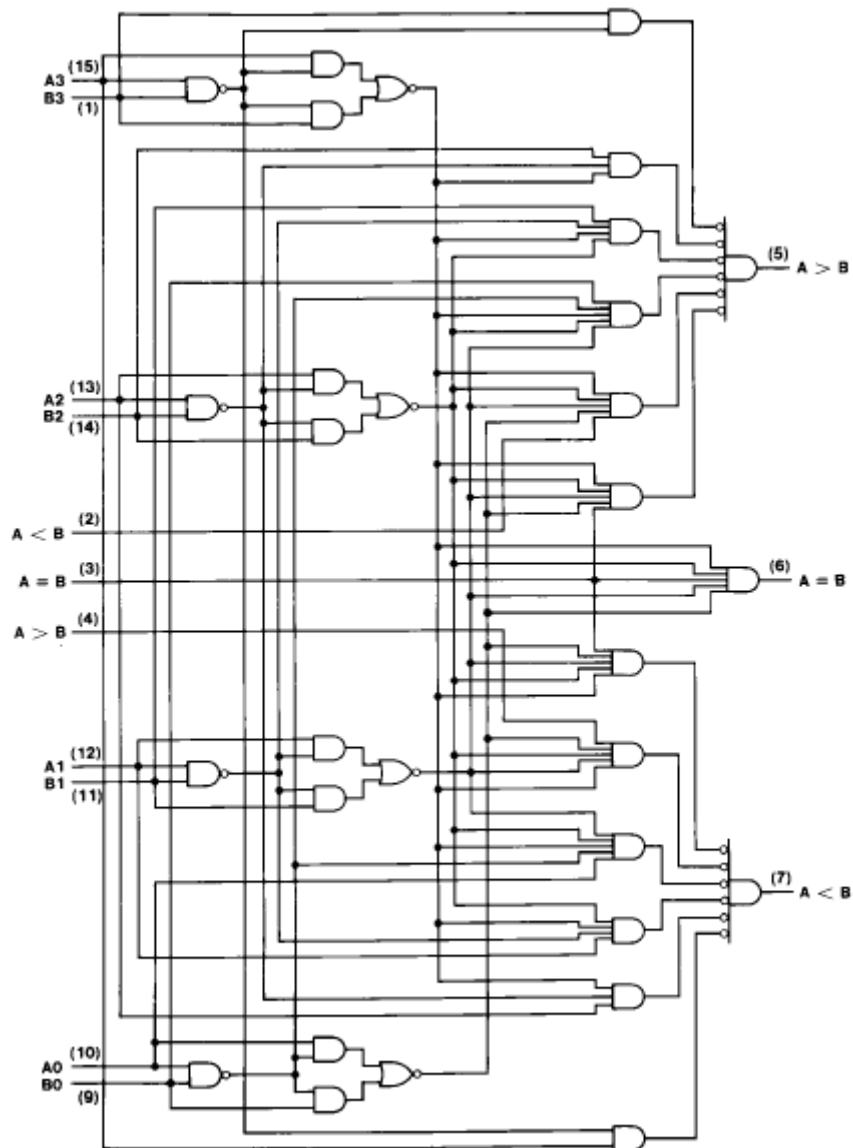 (15)
A3
B3
(1)
(5)
A > B
(13)
A2
B2
(14)
(2)
A < B
(3)
A = B
(6)
A = B
(4)
A > B
(12)
A1
B1
(11)
(7)
A < B
(10)
A0
B0
(9)